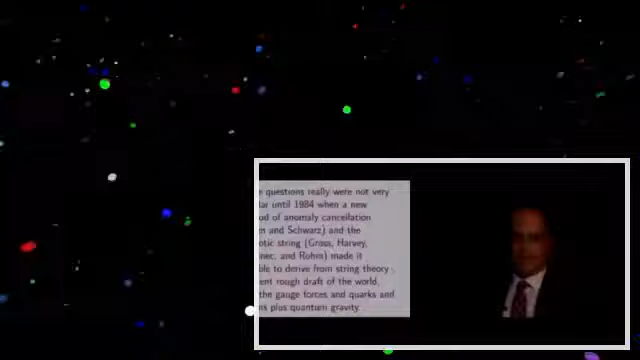 questions really were not very
until 1984 when a new
of anomaly cancellation
and Schwarz) and the
string (Gross, Harvey,
and Rohm) made it
to derive from string theory
rough draft of the world,
the gauge forces and quarks and
plus quantum gravity.